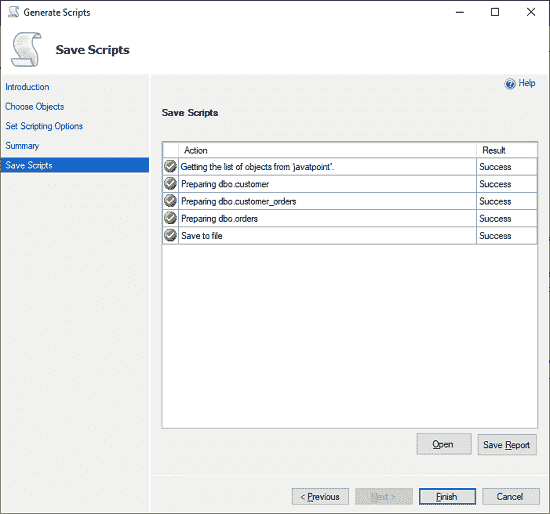 Generate Scripts
Save Scripts
Introduction
Choose Objects
Set Scripting Options
Summary
Save Scripts
Help
Save Scripts
Action Result
Getting the list of objects from 'javatpoint'. Success
Preparing dbo.customer Success
Preparing dbo.customer_orders Success
Preparing dbo.orders Success
Save to file Success
Open Save Report
< Previous Next > Finish Cancel